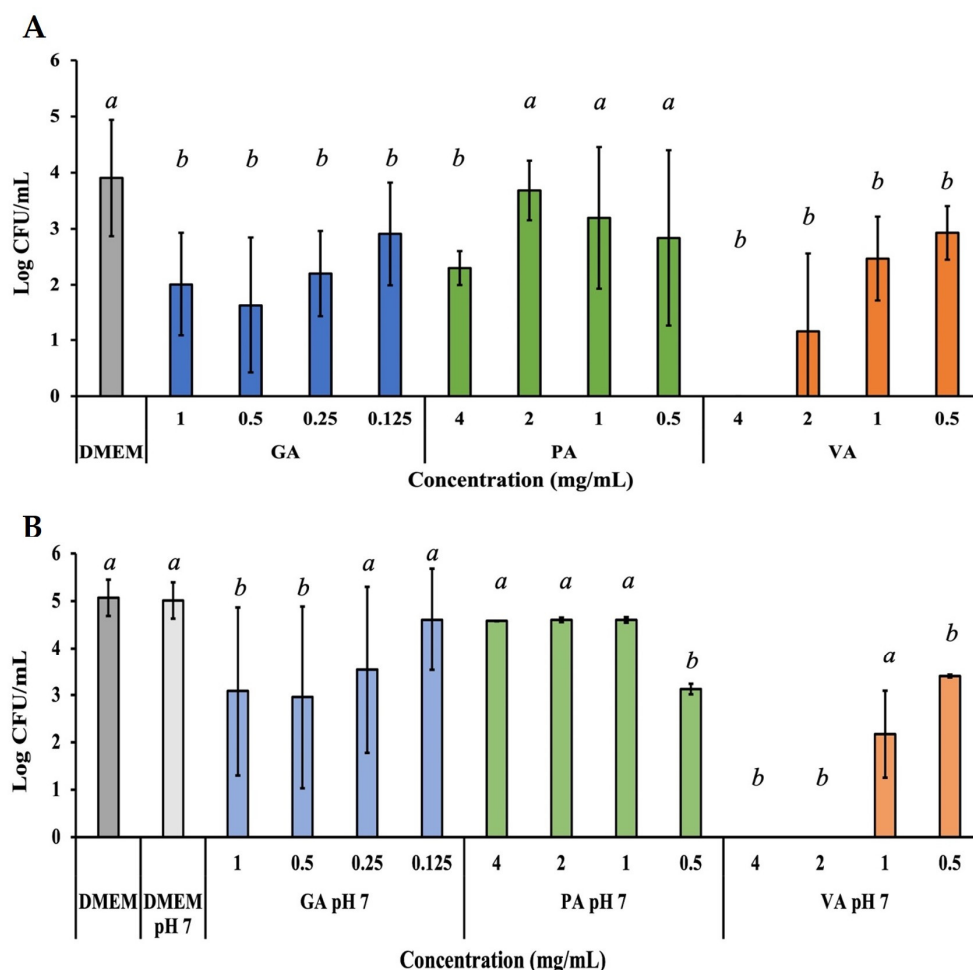 A
6
5
4
3
2
1
0
Log CFU/mL
a
b b b b
b a a a
b b b b
1 0.5 0.25 0.125 4 2 1 0.5 4 2 1 0.5
DMEM GA PA VA
Concentration (mg/mL)
B
6
5
4
3
2
1
0
Log CFU/mL
a a b b a a
a a a b
b b a b
1 0.5 0.25 0.125 4 2 1 0.5 4 2 1 0.5
DMEM DMEM pH 7 GA pH 7 PA pH 7 VA pH 7
Concentration (mg/mL)